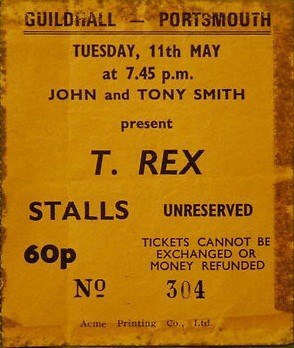 GUILDHALL — PORTSMOUTH
TUESDAY, 11th MAY
at 7.45 p.m.
JOHN and TONY SMITH
present
T. REX
STALLS UNRESERVED
60p TICKETS CANNOT BE
EXCHANGED OR
MONEY REFUNDED
Nº 304
Acme Printing Co., Ltd.